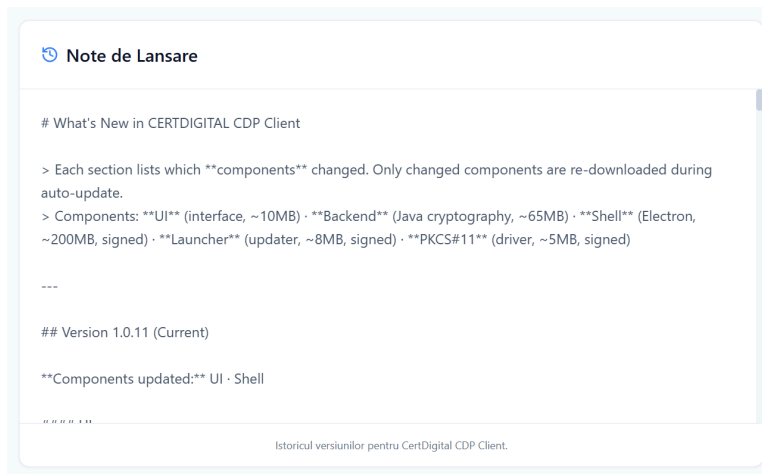 Note de Lansare
# What's New in CERTDIGITAL CDP Client
> Each section lists which **components** changed. Only changed components are re-downloaded during
auto-update.
> Components: **UI** (interface, ~10MB) · **Backend** (Java cryptography, ~65MB) · **Shell** (Electron,
~200MB, signed) · **Launcher** (updater, ~8MB, signed) · **PKCS#11** (driver, ~5MB, signed)
---
## Version 1.0.11 (Current)
**Components updated:** UI · Shell
#### UI
Istoricul versiunilor pentru CertDigital CDP Client.